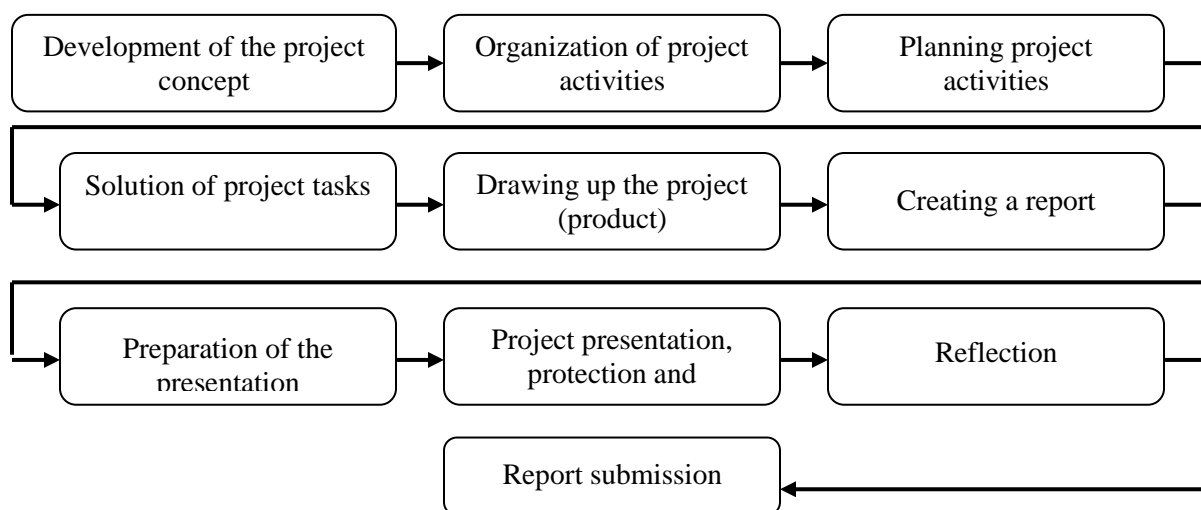 Development of the project
concept
Organization of project
activities
Planning project
activities
Solution of project tasks
Drawing up the project
(product)
Creating a report
Preparation of the
presentation
Project presentation,
protection and
Reflection
Report submission